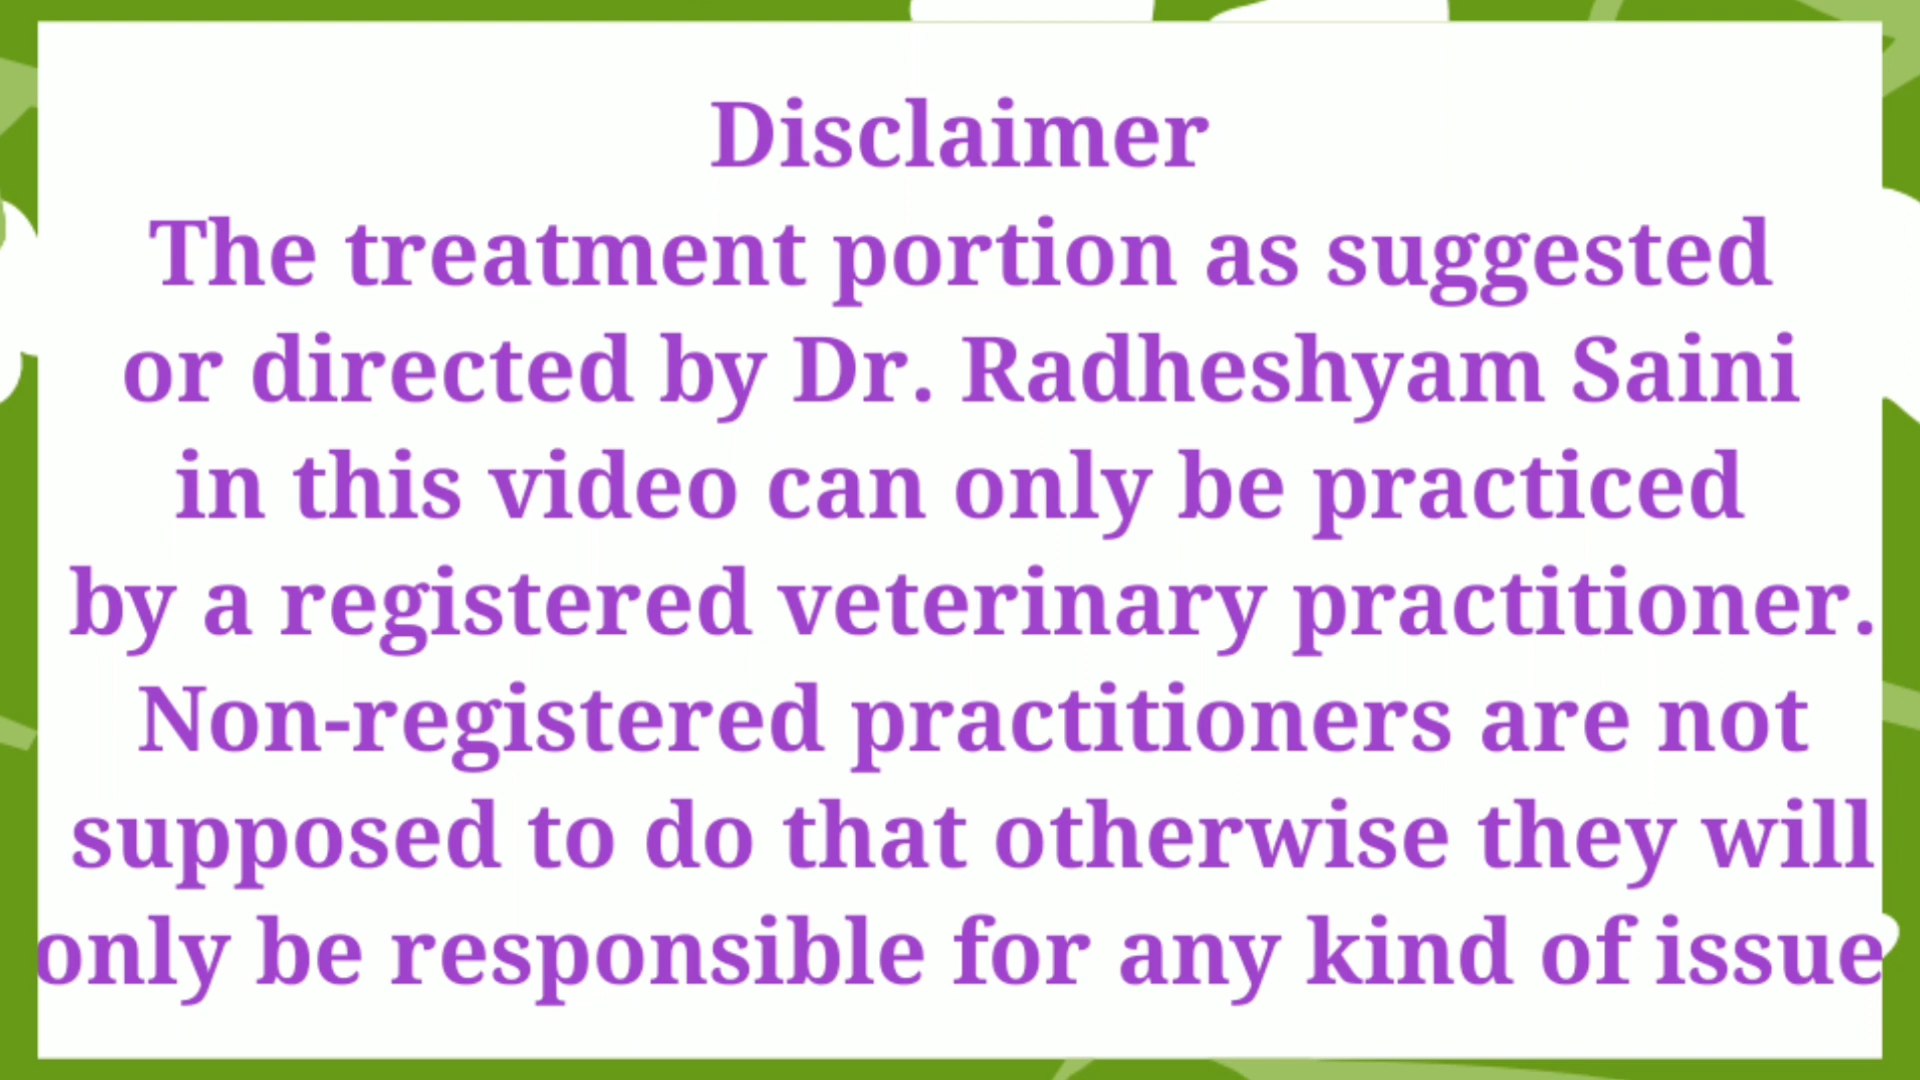 Disclaimer
The treatment portion as suggested
or directed by Dr. Radheshyam Saini
in this video can only be practiced
by a registered veterinary practitioner.
Non-registered practitioners are not
supposed to do that otherwise they will
only be responsible for any kind of issue